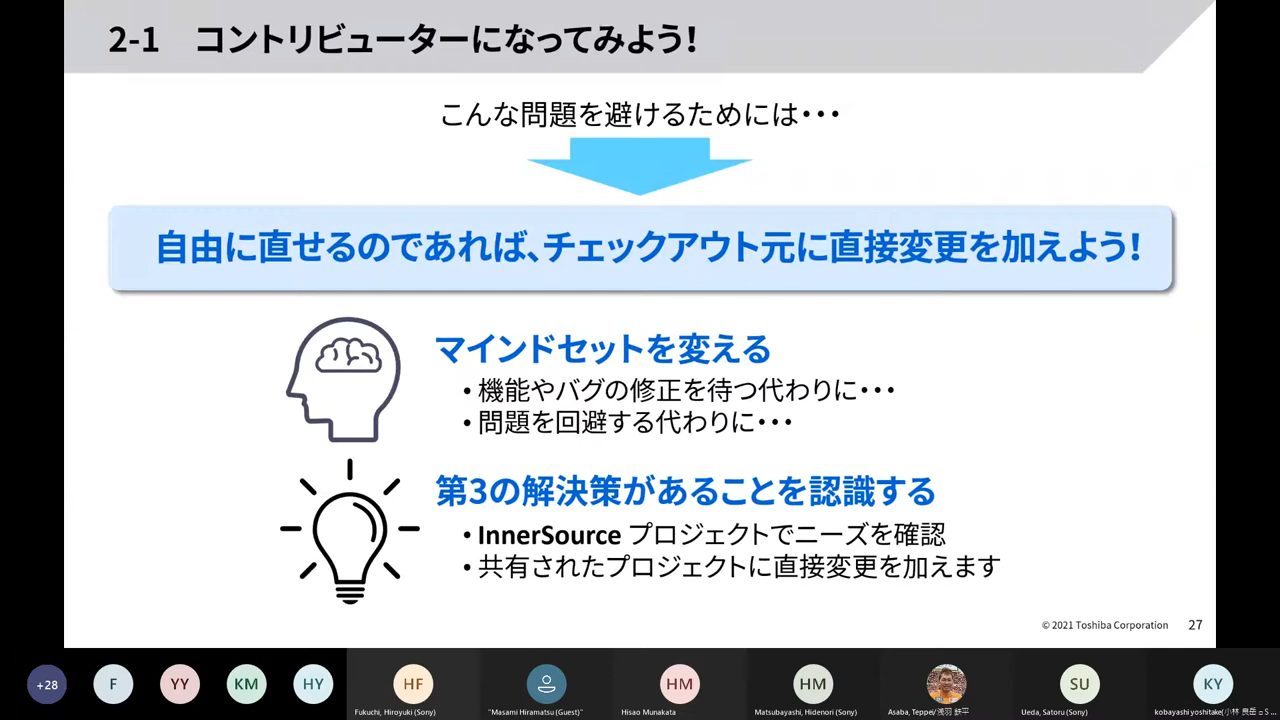 2-1　コントリビューターになってみよう！
こんな問題を避けるためには・・・
自由に直せるのであれば、チェックアウト元に直接変更を加えよう！
マインドセットを変える
• 機能やバグの修正を待つ代わりに・・・
• 問題を回避する代わりに・・・
第3の解決策があることを認識する
• InnerSource プロジェクトでニーズを確認
• 共有されたプロジェクトに直接変更を加えます
© 2021 Toshiba Corporation 27
+28 F YY KM HY HF HM HM SU KY
Fukuchi, Hiroyuki (Sony)
"Masami Hiramatsu (Guest)"
Hisao Munakata
Matsubayashi, Hidenori (Sony)
Asaba, Teppei/浅羽 鉄平
Ueda, Satoru (Sony)
kobayashi yoshitake(小林 良岳